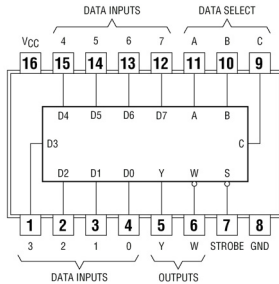 DATA INPUTS DATA SELECT
VCC 4 5 6 7 A B C
16 15 14 13 12 11 10 9
D4 D5 D6 D7 A B
D3 C
D2 D1 D0 Y W S
1 2 3 4 5 6 7 8
3 2 1 0 Y W STROBE GND
DATA INPUTS OUTPUTS